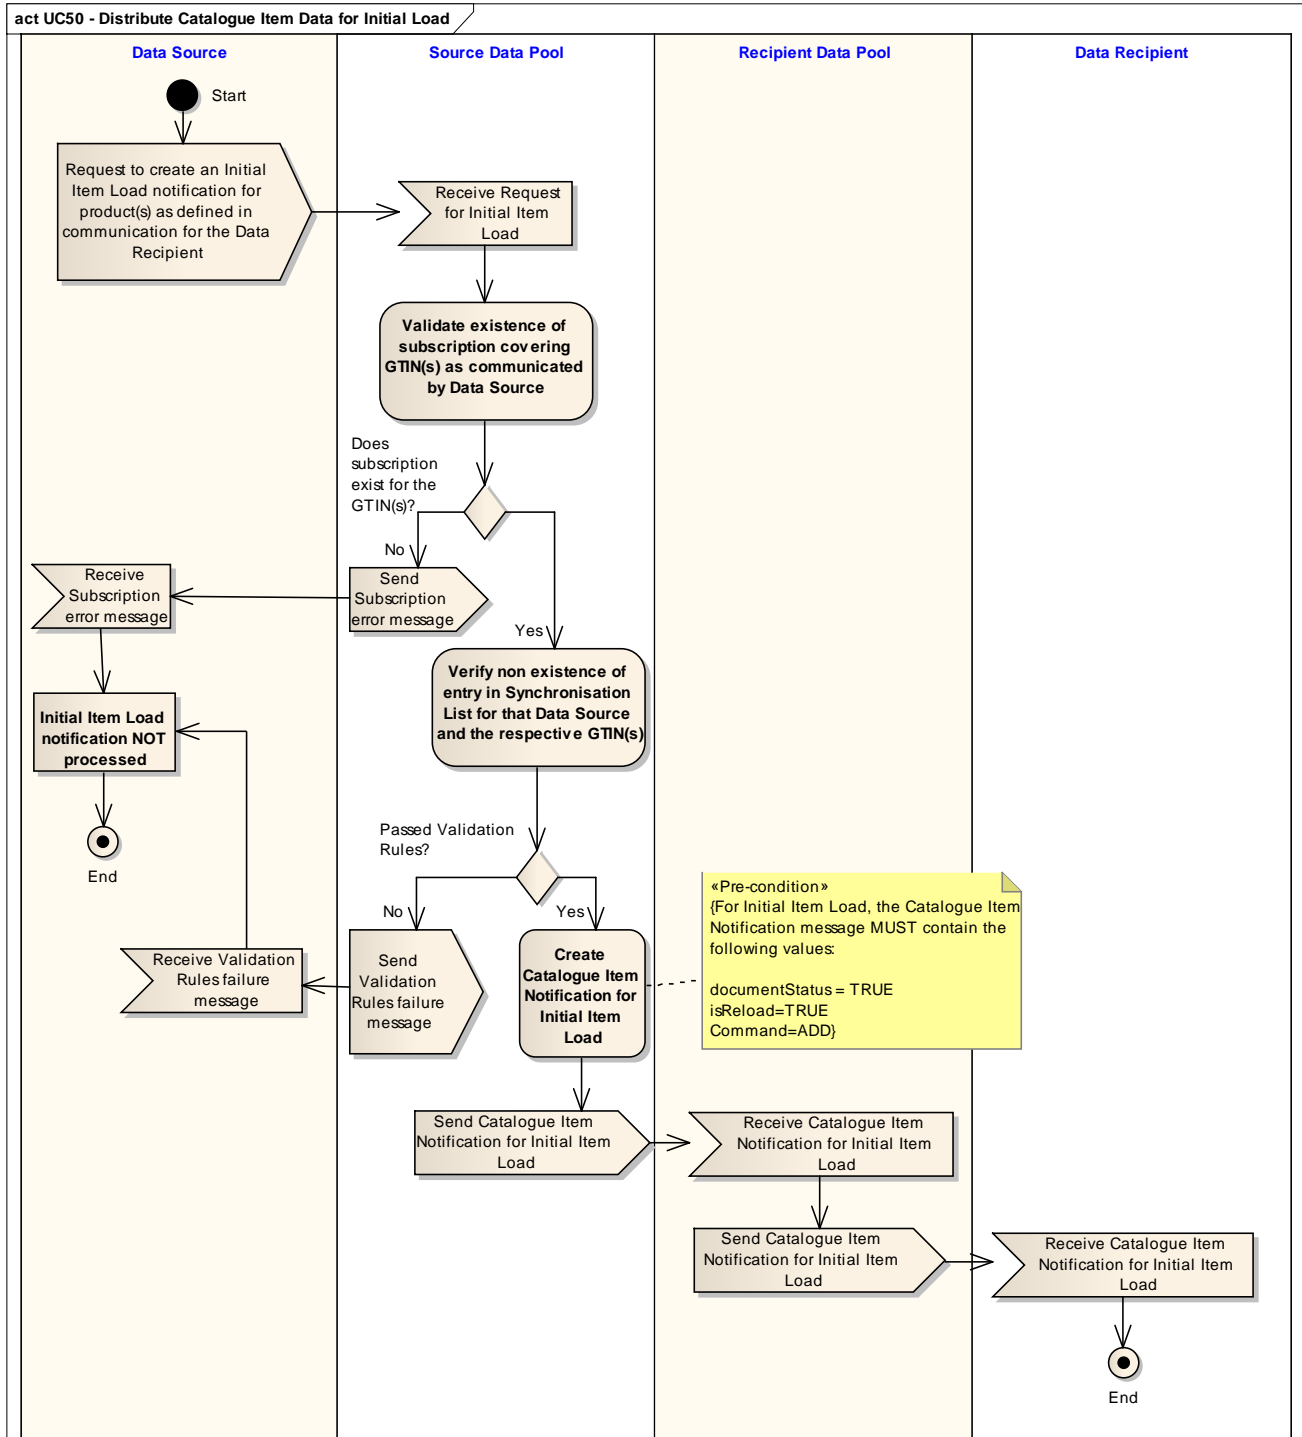 act UC50 - Distribute Catalogue Item Data for Initial Load
Data Source
Source Data Pool
Recipient Data Pool
Data Recipient
Start
Request to create an Initial
Item Load notification for
product(s) as defined in
communication for the Data
Recipient
Receive Request
for Initial Item
Load
Validate existence of
subscription covering
GTIN(s) as communicated
by Data Source
Does
subscription
exist for the
GTIN(s)?
No
Send
Subscription
error message
Receive
Subscription
error message
Yes
Verify non existence of
entry in Synchronisation
List for that Data Source
and the respective GTIN(s)
Initial Item Load
notification NOT
processed
End
Passed Validation
Rules?
No
Yes
Send
Validation
Rules failure
message
Receive Validation
Rules failure
message
Create
Catalogue Item
Notification for
Initial Item
Load
«Pre-condition»
{For Initial Item Load, the Catalogue Item
Notification message MUST contain the
following values:
documentStatus = TRUE
isReload=TRUE
Command=ADD}
Send Catalogue Item
Notification for Initial Item
Load
Receive Catalogue Item
Notification for Initial Item
Load
Send Catalogue Item
Notification for Initial Item
Load
Receive Catalogue Item
Notification for Initial Item
Load
End